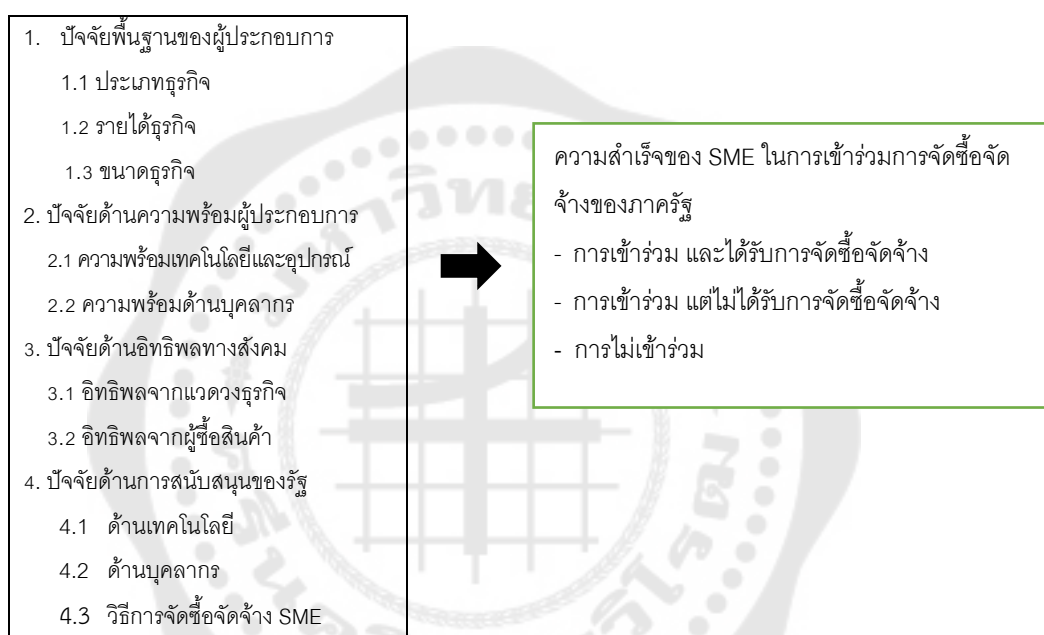 1. ปัจจัยพื้นฐานของผู้ประกอบการ
1.1 ประเภทธุรกิจ
1.2 รายได้ธุรกิจ
1.3 ขนาดธุรกิจ
2. ปัจจัยด้านความพร้อมผู้ประกอบการ
2.1 ความพร้อมเทคโนโลยีและอุปกรณ์
2.2 ความพร้อมด้านบุคลากร
3. ปัจจัยด้านอิทธิพลทางสังคม
3.1 อิทธิพลจากแวดวงธุรกิจ
3.2 อิทธิพลจากผู้ซื้อสินค้า
4. ปัจจัยด้านการสนับสนุนของรัฐ
4.1 ด้านเทคโนโลยี
4.2 ด้านบุคลากร
4.3 วิธีการจัดซื้อจัดจ้าง SME
ความสำเร็จของ SME ในการเข้าร่วมการจัดซื้อจัด
จ้างของภาครัฐ
- การเข้าร่วม และได้รับการจัดซื้อจัดจ้าง
- การเข้าร่วม แต่ไม่ได้รับการจัดซื้อจัดจ้าง
- การไม่เข้าร่วม